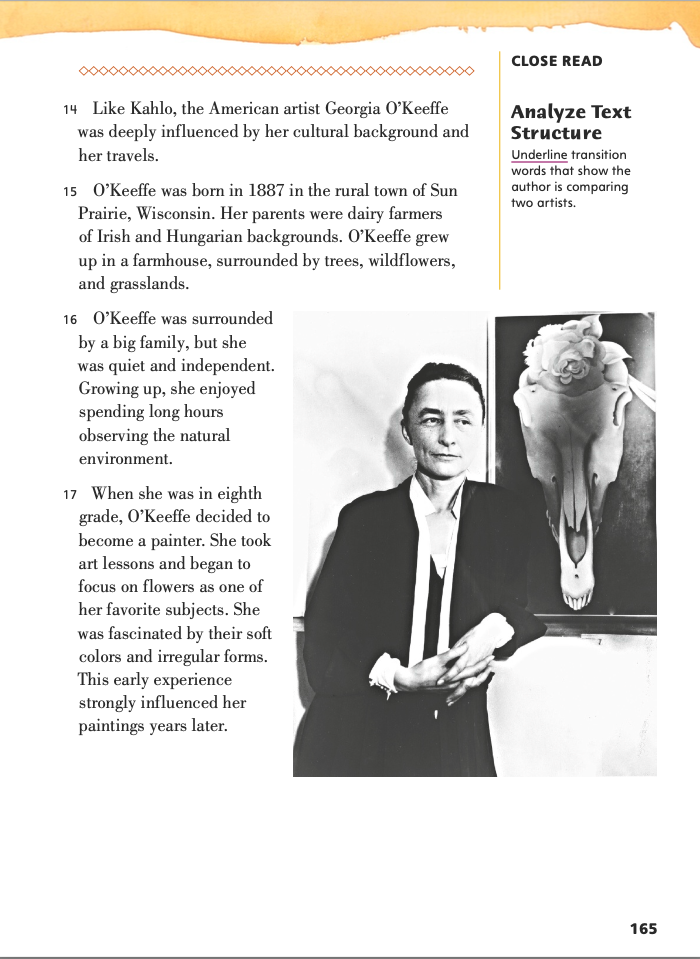 CLOSE READ
Analyze Text
Structure
Underline transition
words that show the
author is comparing
two artists.
14 Like Kahlo, the American artist Georgia O’Keeffe
was deeply influenced by her cultural background and
her travels.
15 O’Keeffe was born in 1887 in the rural town of Sun
Prairie, Wisconsin. Her parents were dairy farmers
of Irish and Hungarian backgrounds. O’Keeffe grew
up in a farmhouse, surrounded by trees, wildflowers,
and grasslands.
16 O’Keeffe was surrounded
by a big family, but she
was quiet and independent.
Growing up, she enjoyed
spending long hours
observing the natural
environment.
17 When she was in eighth
grade, O’Keeffe decided to
become a painter. She took
art lessons and began to
focus on flowers as one of
her favorite subjects. She
was fascinated by their soft
colors and irregular forms.
This early experience
strongly influenced her
paintings years later.
165